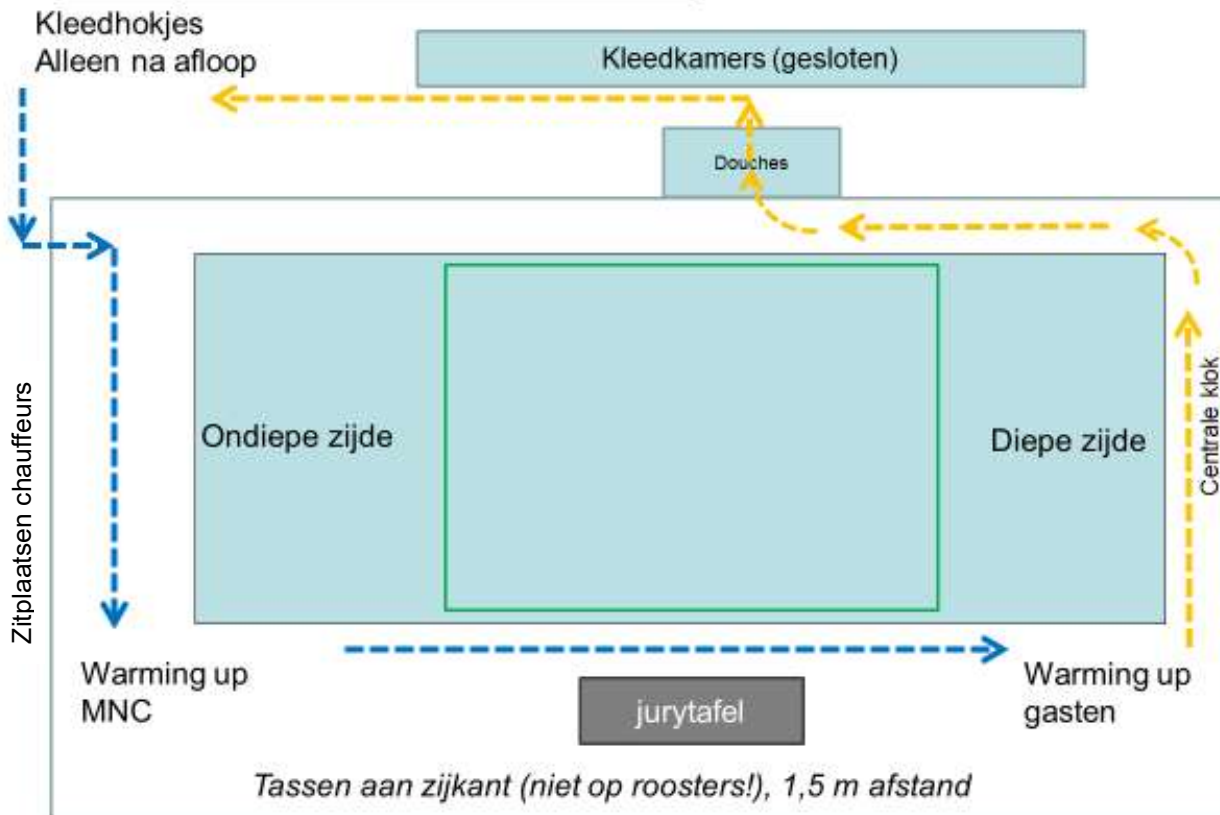 Kleedhokjes
Alleen na afloop
Kleedkamers (gesloten)
Douches
Zitplaatsen chauffeurs
Ondiepe zijde
Diepe zijde
Centrale klok
Warming up
MNC
jurytafel
Warming up
gasten
Tassen aan zijkant (niet op roosters!), 1,5 m afstand